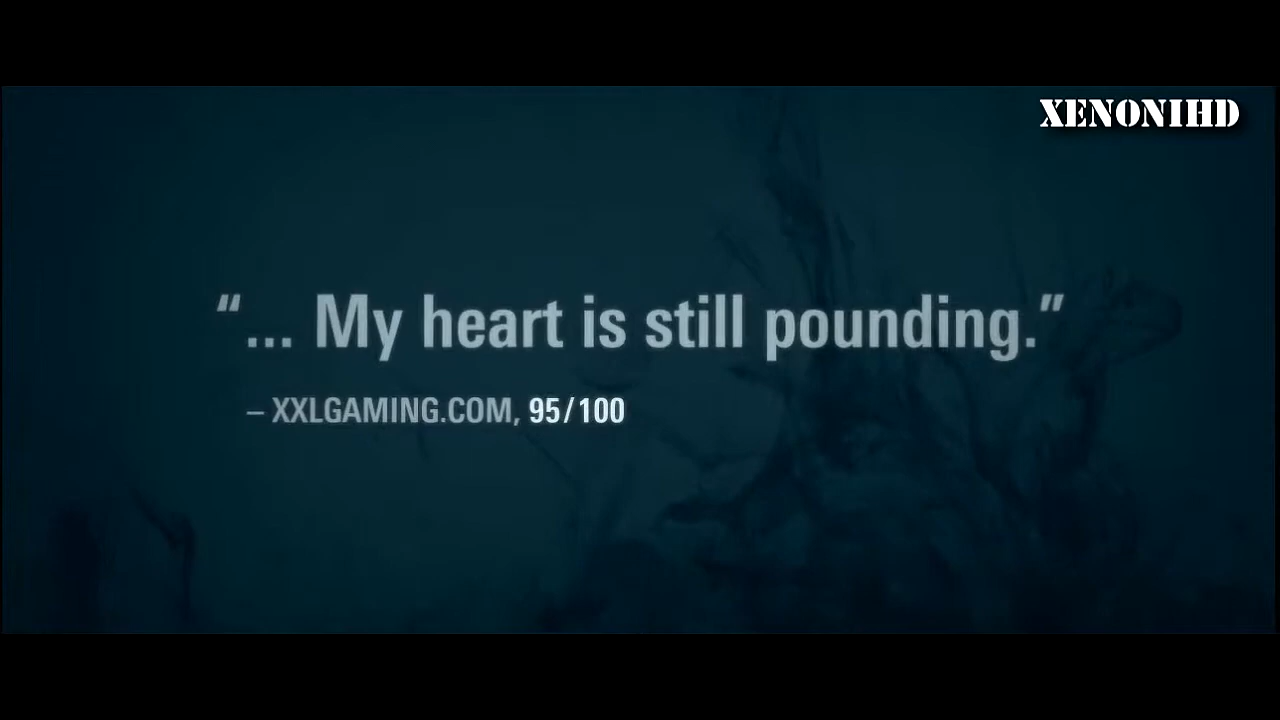 XENONIHD
“... My heart is still pounding.”
– XXLGAMING.COM, 95/100